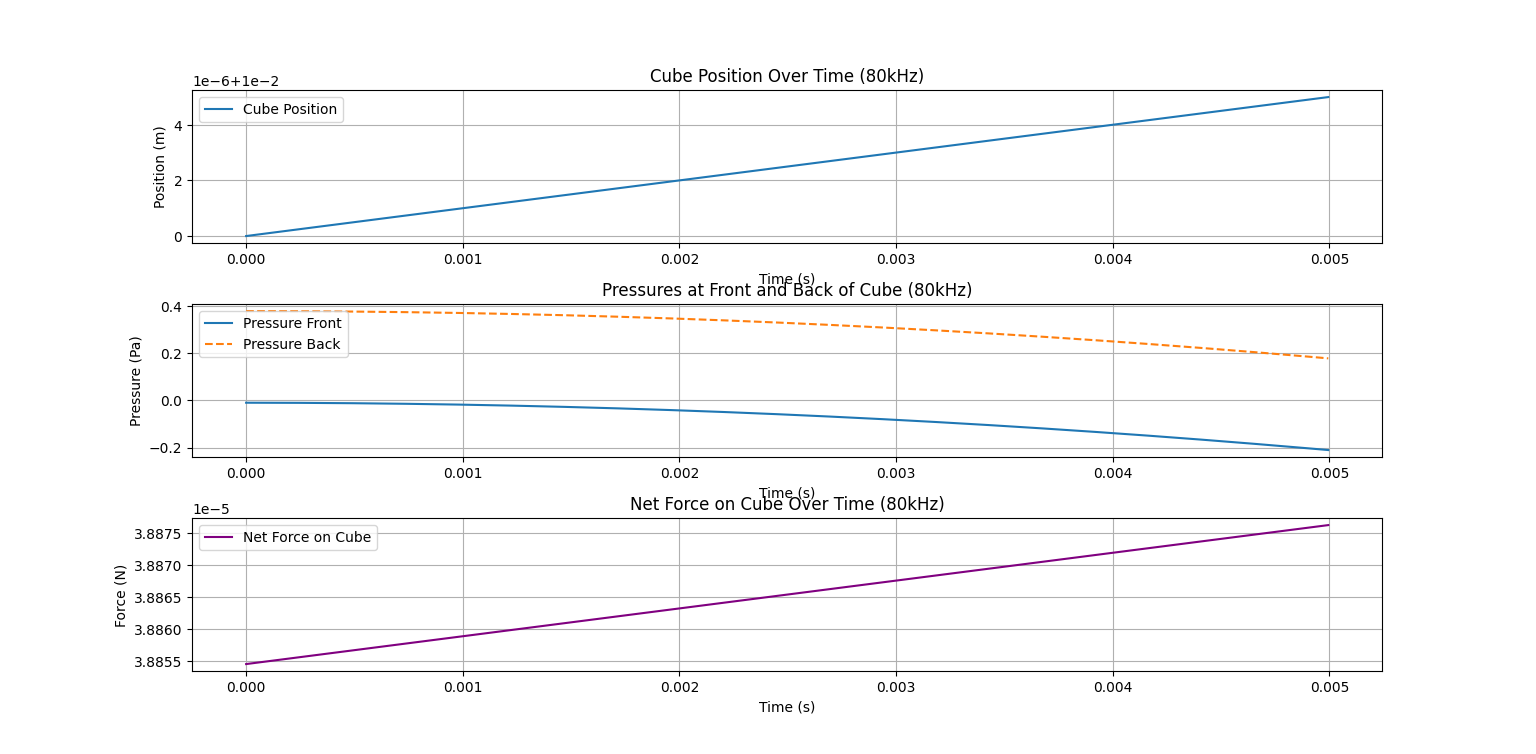 Cube Position Over Time (80kHz)
1e−6+1e−2
Cube Position
Position (m)
4
2
0
0.000 0.001 0.002 0.003 0.004 0.005
Time (s)
Pressures at Front and Back of Cube (80kHz)
Pressure Front
Pressure Back
Pressure (Pa)
0.4
0.2
0.0
−0.2
0.000 0.001 0.002 0.003 0.004 0.005
Time (s)
Net Force on Cube Over Time (80kHz)
1e−5
Net Force on Cube
Force (N)
3.8875
3.8870
3.8865
3.8860
3.8855
0.000 0.001 0.002 0.003 0.004 0.005
Time (s)